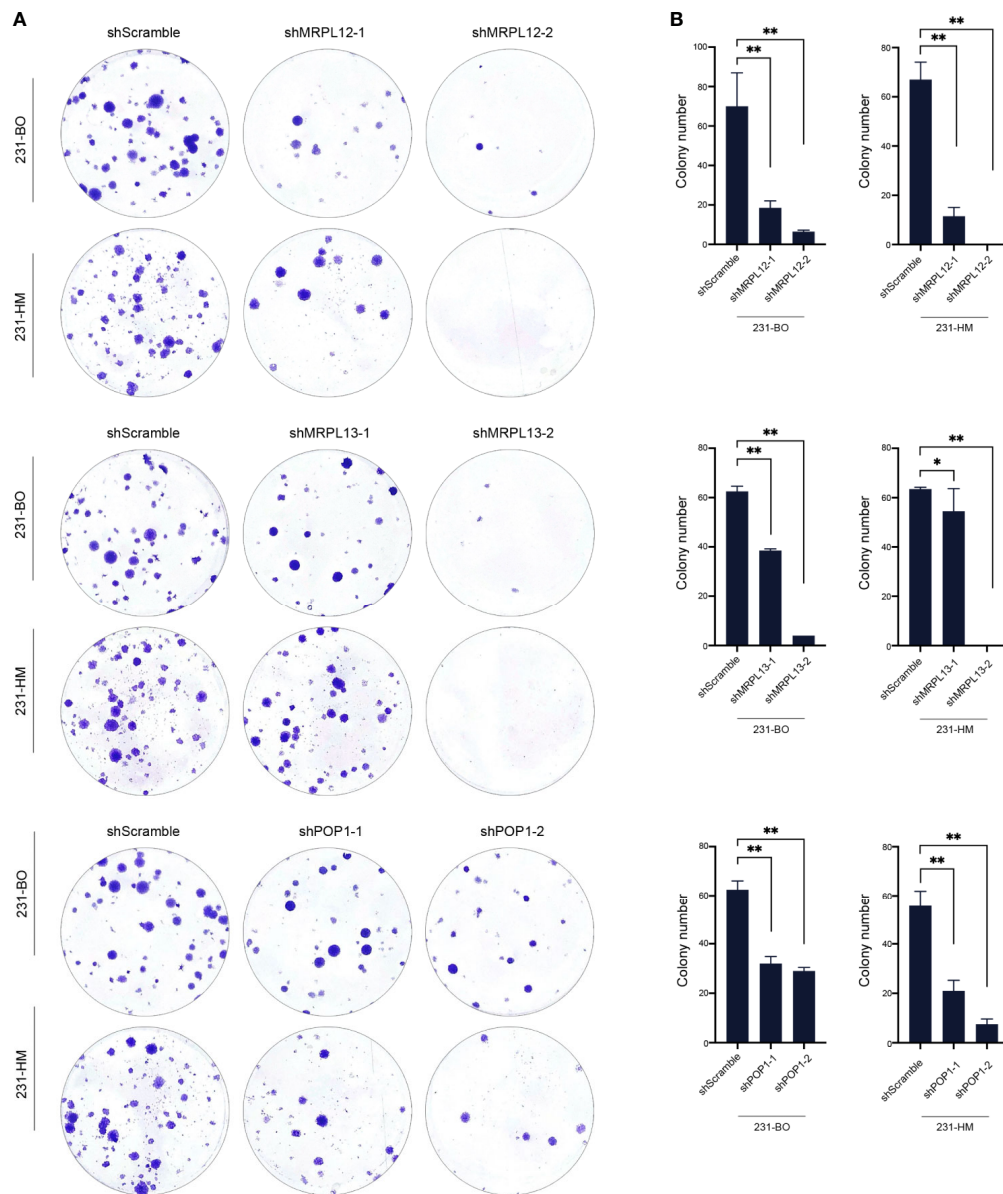 A
shScramble shMRPL12-1 shMRPL12-2
231-BO
231-HM
shScramble shMRPL13-1 shMRPL13-2
231-BO
231-HM
shScramble shPOP1-1 shPOP1-2
231-BO
231-HM
B
**
**
100
80
60
40
20
0
Colony number
shScramble
shMRPL12-1
shMRPL12-2
231-BO
**
**
80
60
40
20
0
Colony number
shScramble
shMRPL12-1
shMRPL12-2
231-HM
**
**
80
60
40
20
0
Colony number
shScramble
shMRPL13-1
shMRPL13-2
231-BO
**
*
80
60
40
20
0
Colony number
shScramble
shMRPL13-1
shMRPL13-2
231-HM
**
**
80
60
40
20
0
Colony number
shScramble
shPOP1-1
shPOP1-2
231-BO
**
**
80
60
40
20
0
Colony number
shScramble
shPOP1-1
shPOP1-2
231-HM